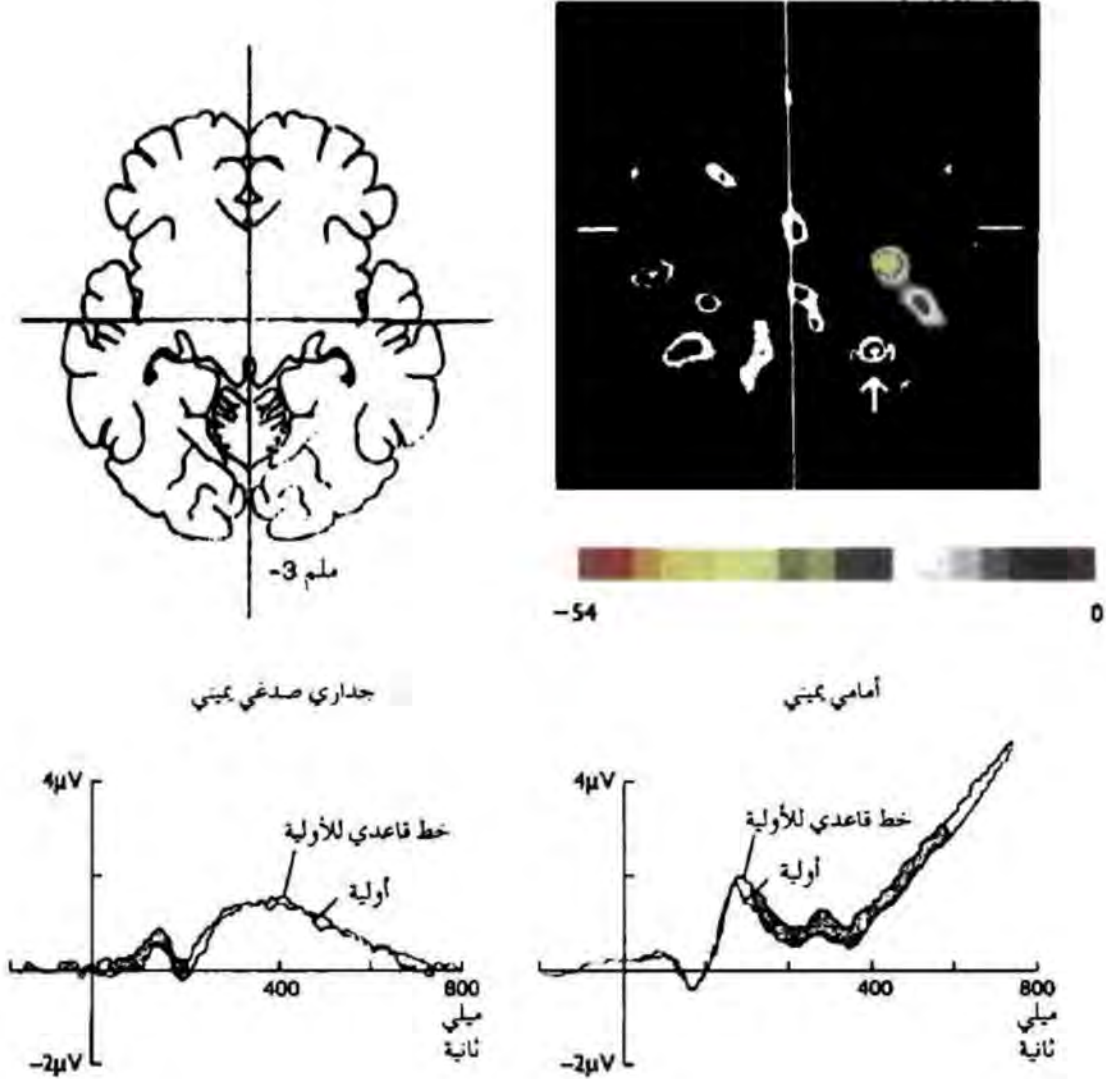 -3 ملم
-54
0
جداري صدغي يميني
أمامي يميني
4µV
خط قاعدي للأولية
أولية
400
800
ميلي
ثانية
-2µV
4µV
خط قاعدي للأولية
أولية
400
800
ميلي
ثانية
-2µV